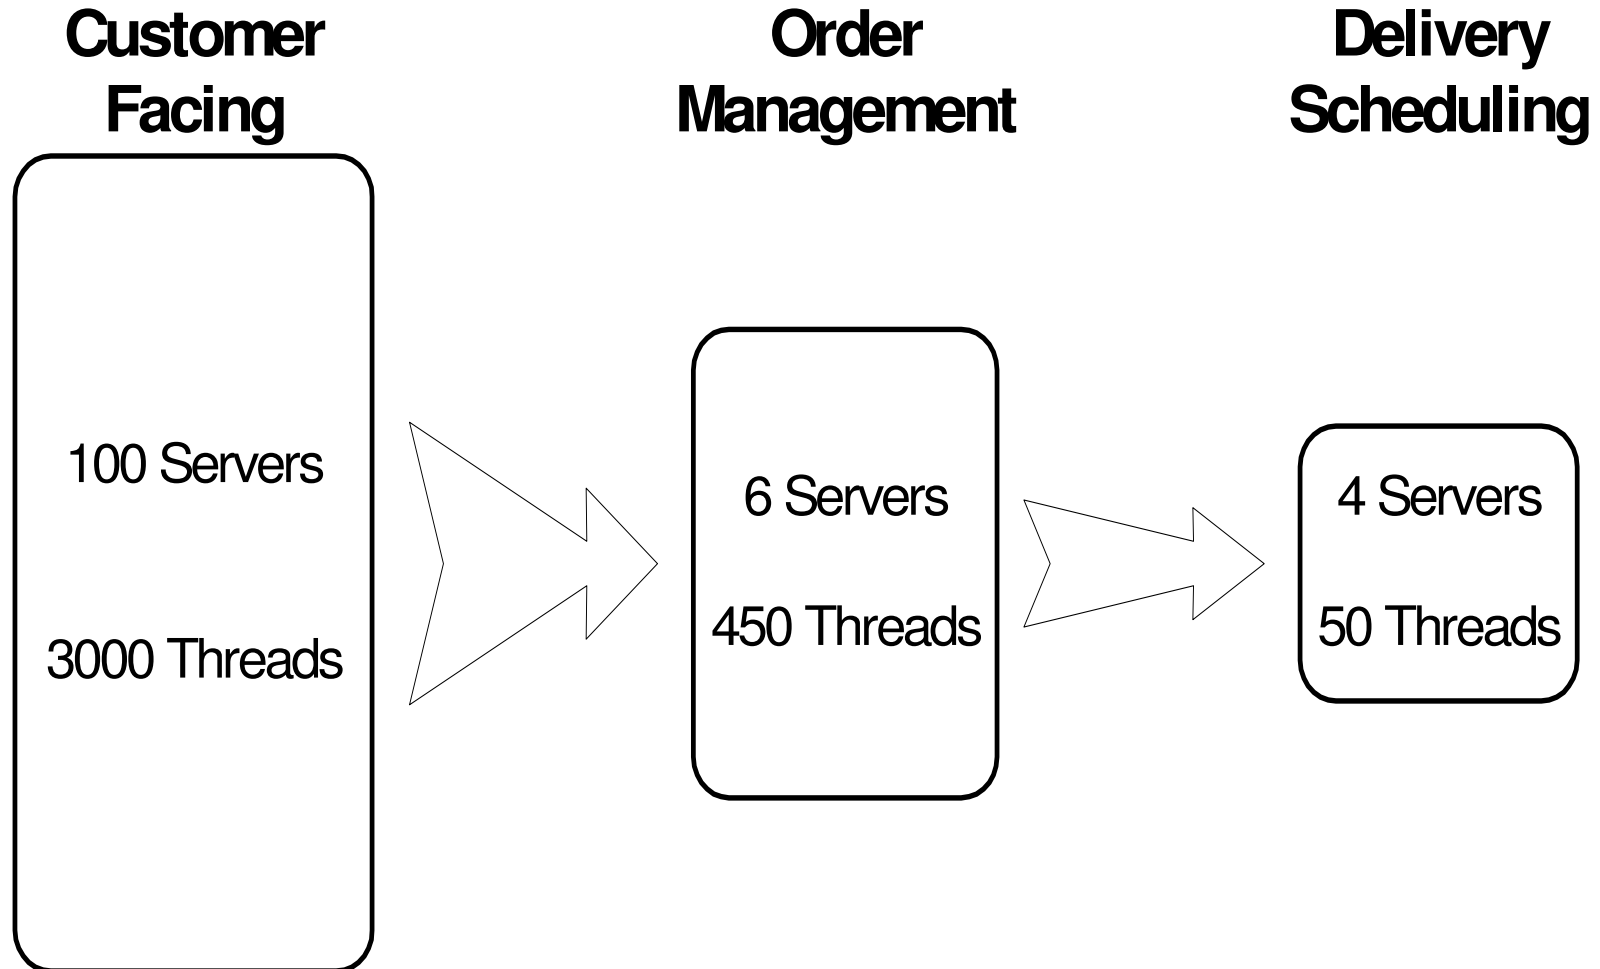 Customer
Facing
100 Servers
3000 Threads
Order
Management
6 Servers
450 Threads
Delivery
Scheduling
4 Servers
50 Threads